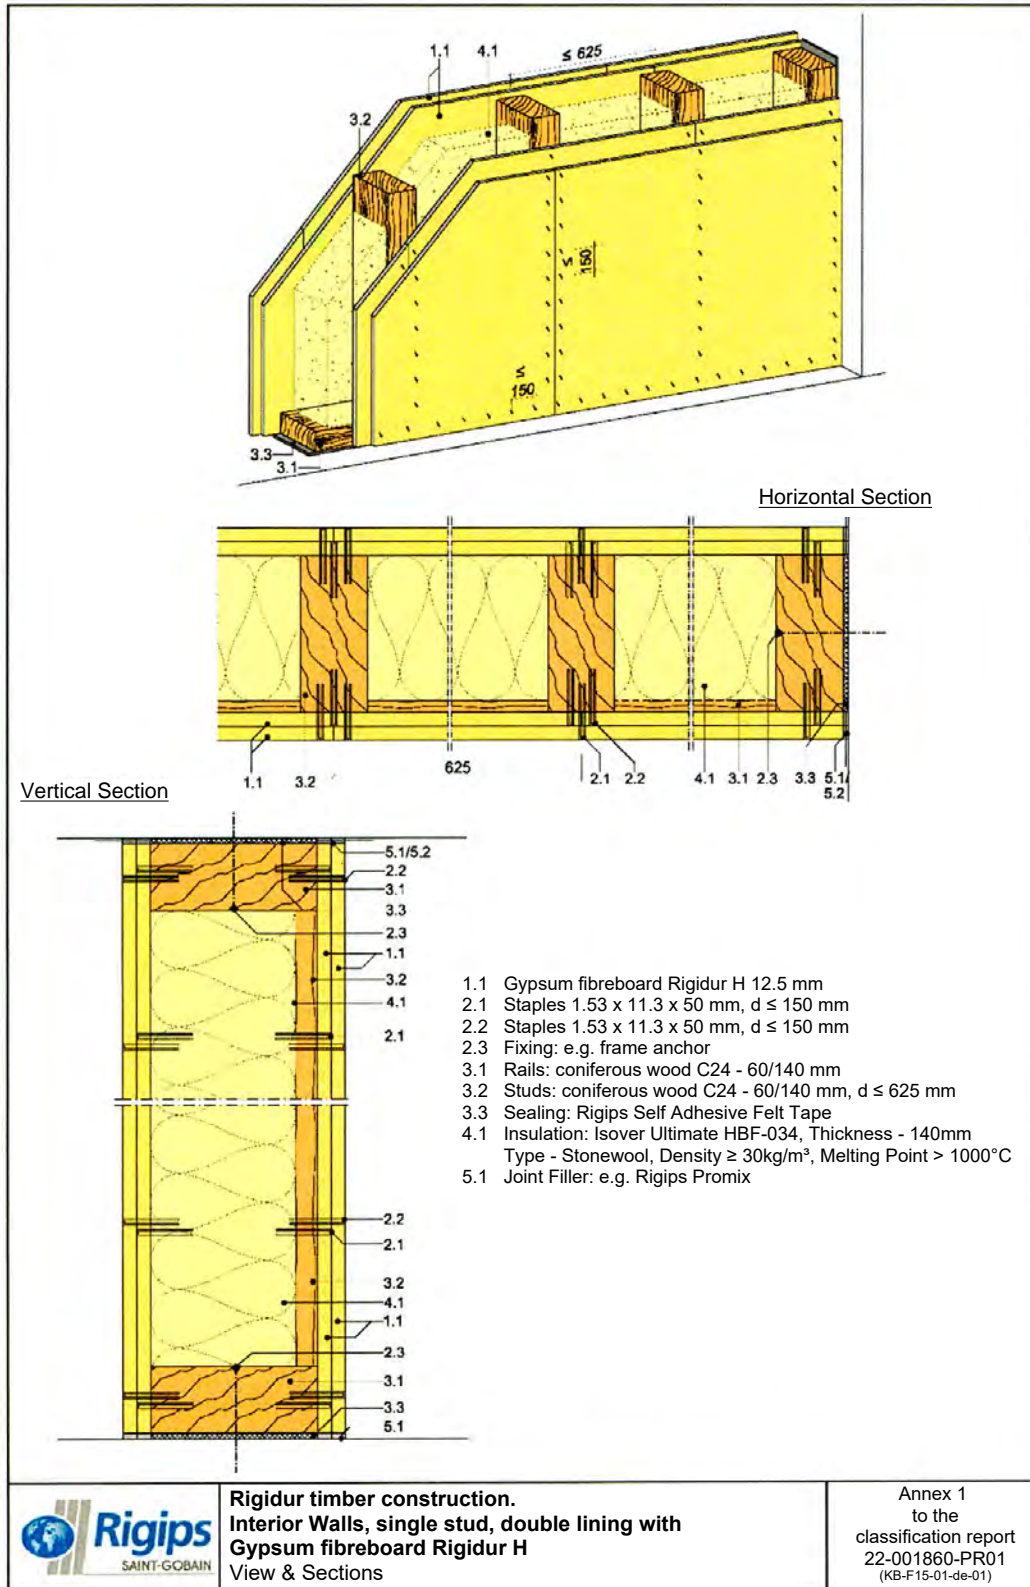 1.1
4.1
≤ 625
3.2
≤
150
≤
150
3.3
3.1
Horizontal Section
1.1
3.2
625
2.1
2.2
4.1
3.1
2.3
3.3
5.1/
5.2
Vertical Section
5.1/5.2
2.2
3.1
3.3
2.3
1.1
3.2
4.1
2.1
2.2
2.1
3.2
4.1
1.1
2.3
3.1
3.3
5.1
1.1 Gypsum fibreboard Rigidur H 12.5 mm
2.1 Staples 1.53 x 11.3 x 50 mm, d ≤ 150 mm
2.2 Staples 1.53 x 11.3 x 50 mm, d ≤ 150 mm
2.3 Fixing: e.g. frame anchor
3.1 Rails: coniferous wood C24 - 60/140 mm
3.2 Studs: coniferous wood C24 - 60/140 mm, d ≤ 625 mm
3.3 Sealing: Rigips Self Adhesive Felt Tape
4.1 Insulation: Isover Ultimate HBF-034, Thickness - 140mm
Type - Stonewool, Density ≥ 30kg/m³, Melting Point > 1000°C
5.1 Joint Filler: e.g. Rigips Promix
Rigips
SAINT-GOBAIN
Rigidur timber construction.
Interior Walls, single stud, double lining with
Gypsum fibreboard Rigidur H
View & Sections
Annex 1
to the
classification report
22-001860-PR01
(KB-F15-01-de-01)